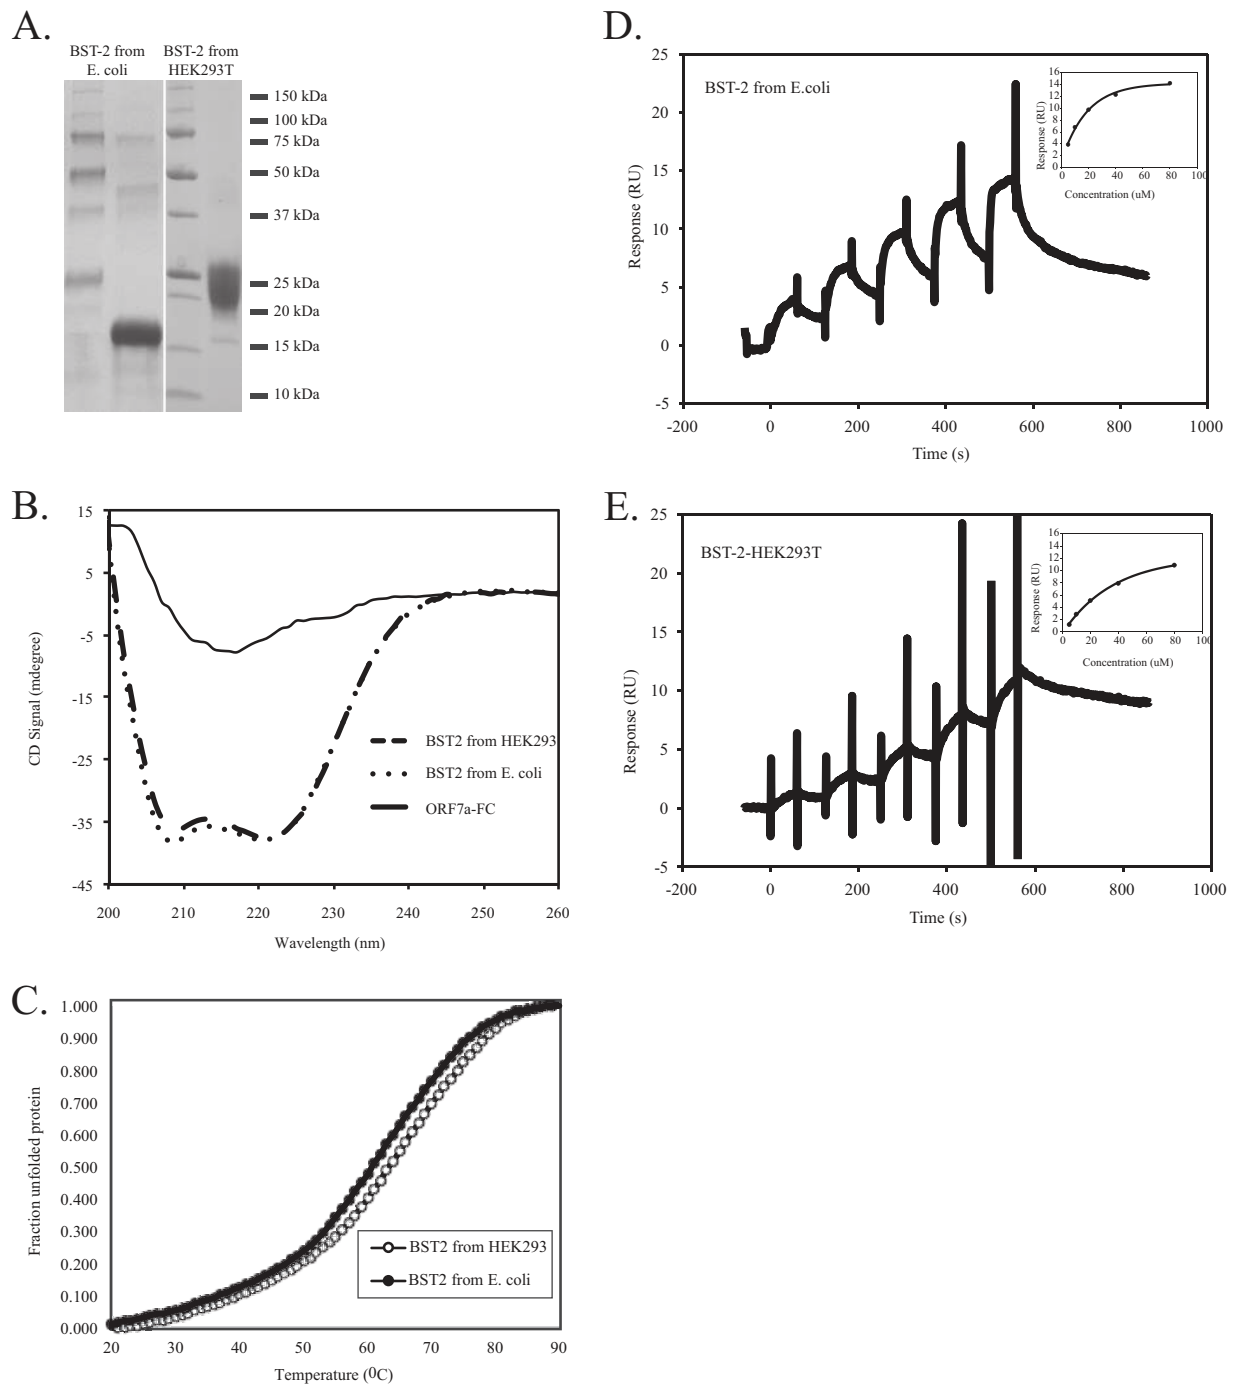 A.
BST-2 from
E. coli
BST-2 from
HEK293T
150 kDa
100 kDa
75 kDa
50 kDa
37 kDa
25 kDa
20 kDa
15 kDa
10 kDa
B.
15
5
-5
-15
-25
-35
-45
200
210
220
230
240
250
260
CD Signal (mdegree)
Wavelength (nm)
BST2 from HEK293
BST2 from E. coli
ORF7a-FC
C.
1.000
0.900
0.800
0.700
0.600
0.500
0.400
0.300
0.200
0.100
0.000
20
30
40
50
60
70
80
90
Fraction unfolded protein
Temperature (0C)
BST2 from HEK293
BST2 from E. coli
D.
BST-2 from E.coli
25
20
15
10
5
0
-5
-200
0
200
400
600
800
1000
Response (RU)
Time (s)
16
14
12
10
8
6
4
2
0
0
20
40
60
80
100
Response (RU)
Concentration (uM)
E.
BST-2-HEK293T
25
20
15
10
5
0
-5
-200
0
200
400
600
800
1000
Response (RU)
Time (s)
16
14
12
10
8
6
4
2
0
0
20
40
60
80
100
Response (RU)
Concentration (uM)